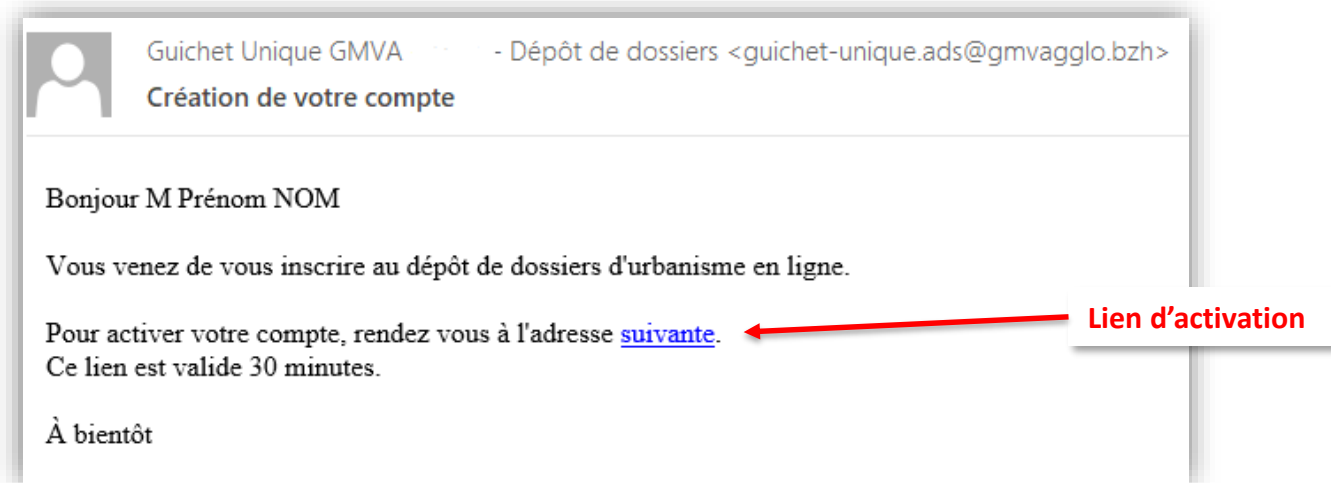 Guichet Unique GMVA - Dépôt de dossiers <guichet-unique.ads@gmvagglo.bzh>
Création de votre compte
Bonjour M Prénom NOM
Vous venez de vous inscrire au dépôt de dossiers d'urbanisme en ligne.
Pour activer votre compte, rendez vous à l'adresse suivante.
Lien d’activation
Ce lien est valide 30 minutes.
À bientôt